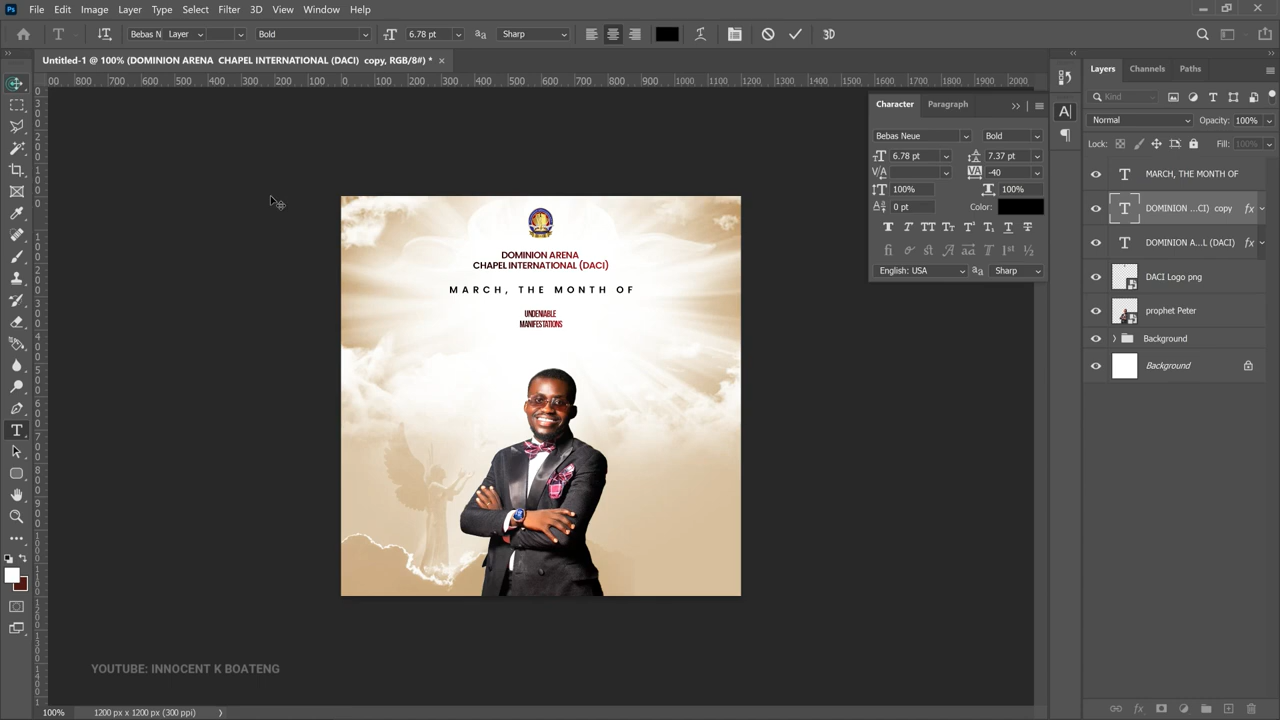 Ps File Edit Image Layer Type Select Filter 3D View Window Help
T Bebas N Layer Bold 6.78 pt Sharp 3D
Untitled-1 @ 100% (DOMINION ARENA CHAPEL INTERNATIONAL (DACI) copy, RGB/8#) * ×
Layers Channels Paths
Kind
Normal Opacity: 100%
Lock: Fill: 100%
MARCH, THE MONTH OF
DOMINION ...CI) copy fx
DOMINION A...L (DACI) fx
DACI Logo png
prophet Peter
Background
Background
Character Paragraph
Bebas Neue Bold
6.78 pt 7.37 pt
-40
100% 100%
0 pt Color:
English: USA Sharp
DOMINION ARENA
CHAPEL INTERNATIONAL (DACI)
MARCH, THE MONTH OF
UNDENIABLE
MANIFESTATIONS
YOUTUBE: INNOCENT K BOATENG
100% 1200 px x 1200 px (300 ppi)